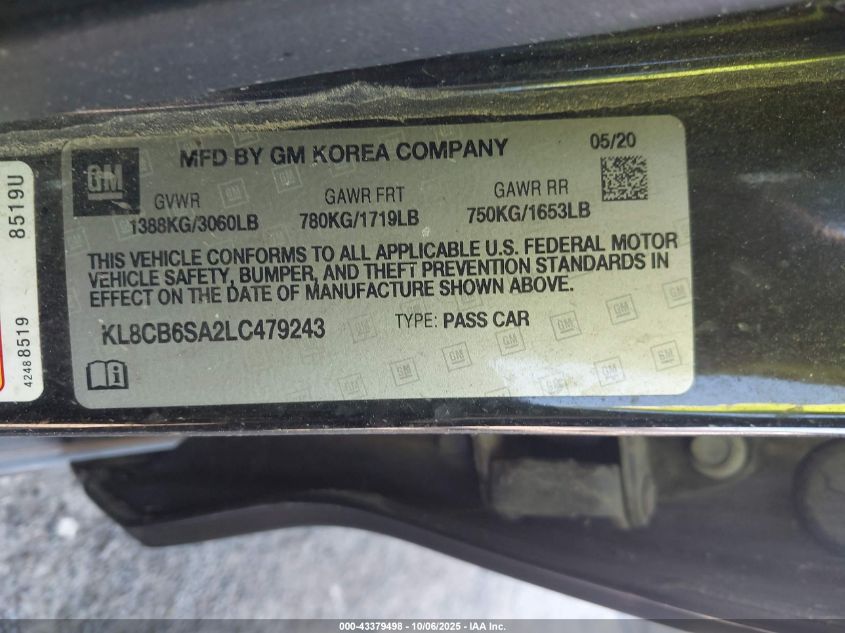 8519U
42488519
GM
MFD BY GM KOREA COMPANY
05/20
GVWR
1388KG/3060LB
GAWR FRT
780KG/1719LB
GAWR RR
750KG/1653LB
THIS VEHICLE CONFORMS TO ALL APPLICABLE U.S. FEDERAL MOTOR
VEHICLE SAFETY, BUMPER, AND THEFT PREVENTION STANDARDS IN
EFFECT ON THE DATE OF MANUFACTURE SHOWN ABOVE.
KL8CB6SA2LC479243
TYPE: PASS CAR
000-43379498 - 10/06/2025 - IAA Inc.